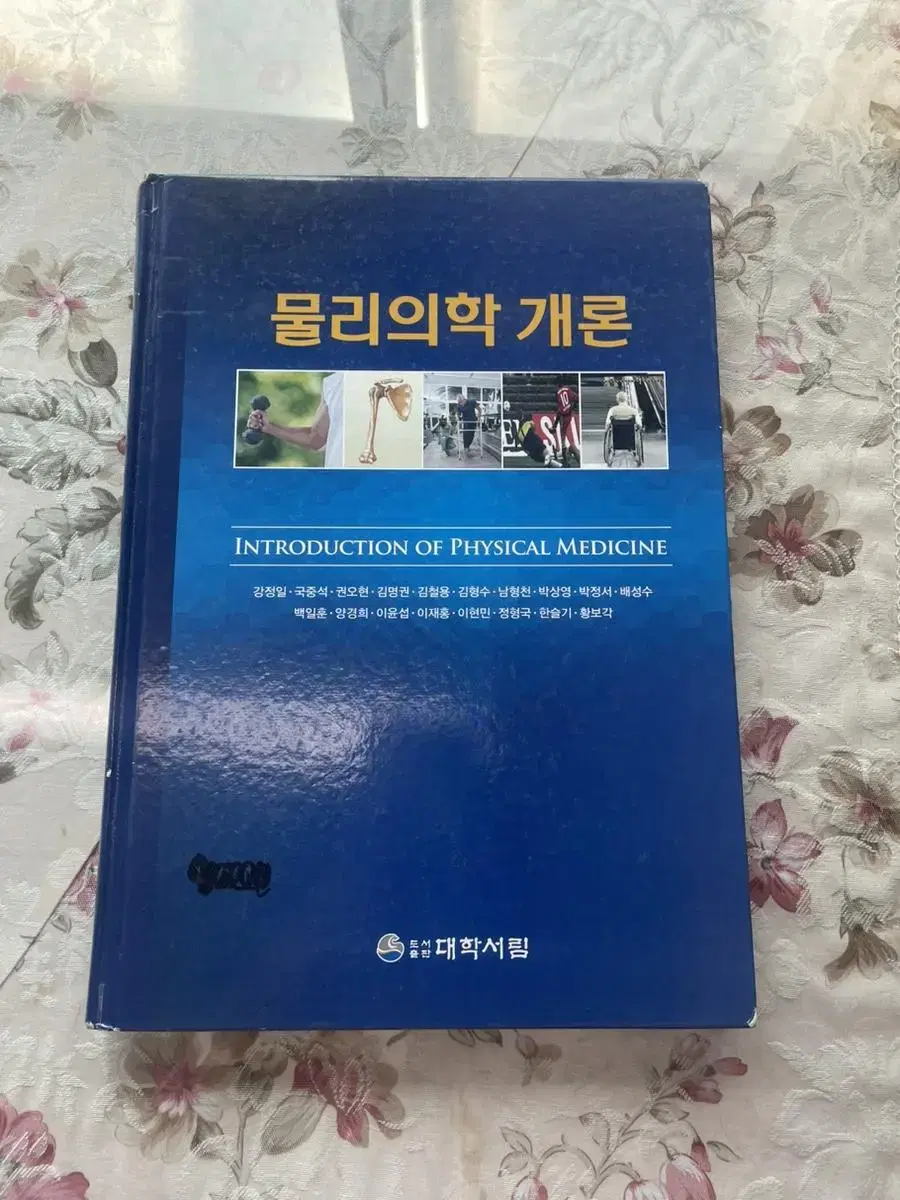 물리의학 개론
10
INTRODUCTION OF PHYSICAL MEDICINE
강정일·국중석·권오현·김명권·김철용·김형수·남형천·박상영·박정서·배성수
백일훈·양경희·이윤섭·이재홍·이현민·정형국·한슬기·황보각
도서출판 대학서림